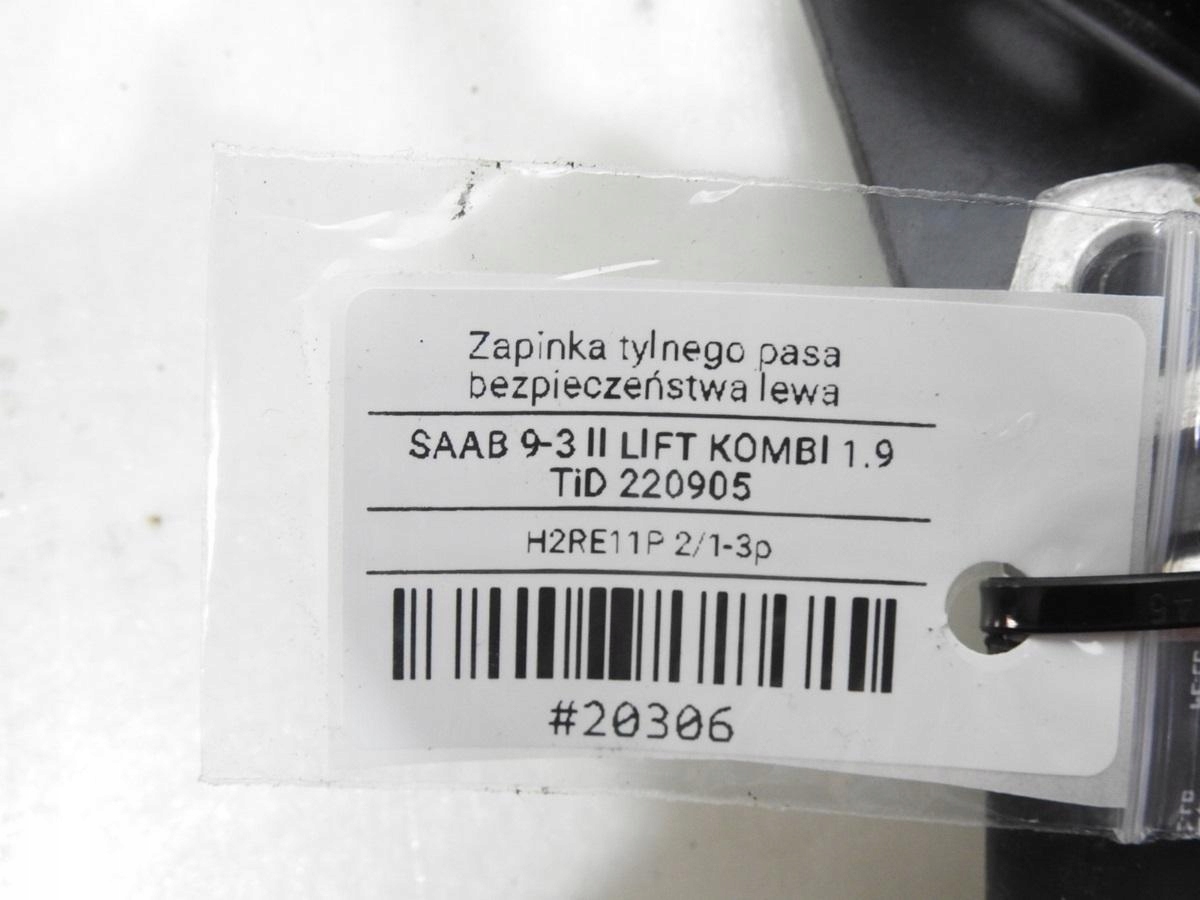 Zapinka tylnego pasa
bezpieczeństwa lewa
SAAB 9-3 II LIFT KOMBI 1.9
TiD 220905
H2RE11P 2/1-3p
#20306